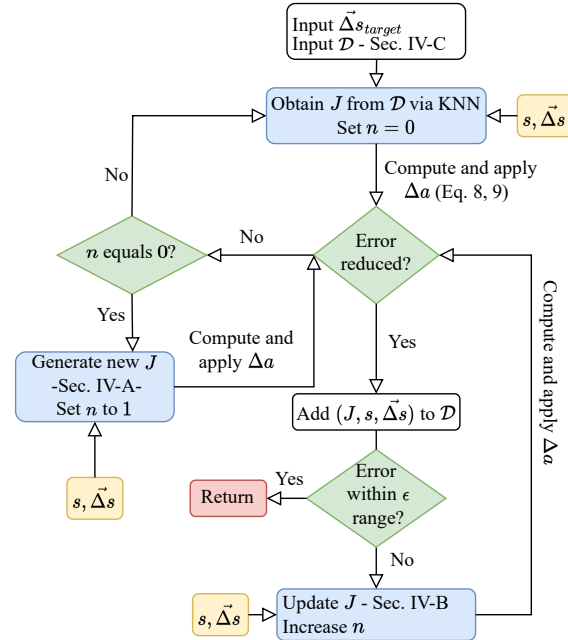 Input $\vec{\Delta s}_{target}$
Input $\mathcal{D}$ - Sec. IV-C
Obtain $J$ from $\mathcal{D}$ via KNN
Set $n = 0$
$s, \vec{\Delta s}$
No
Compute and apply
$\Delta a$ (Eq. 8, 9)
$n$ equals 0?
No
Error
reduced?
Yes
Compute and
apply $\Delta a$
Yes
Generate new $J$
-Sec. IV-A-
Set $n$ to 1
Compute and apply $\Delta a$
Add $(J, s, \vec{\Delta s})$ to $\mathcal{D}$
$s, \vec{\Delta s}$
Return
Yes
Error
within $\epsilon$
range?
No
$s, \vec{\Delta s}$
Update $J$ - Sec. IV-B
Increase $n$